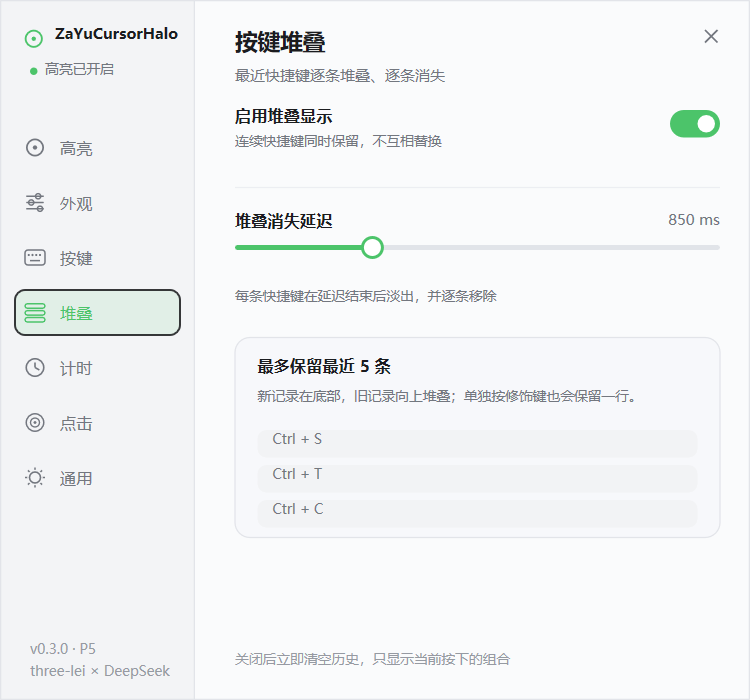 ZaYuCursorHalo
高亮已开启
高亮
外观
按键
堆叠
计时
点击
通用
v0.3.0 · P5
three-lei × DeepSeek
按键堆叠
最近快捷键逐条堆叠、逐条消失
启用堆叠显示
连续快捷键同时保留，不互相替换
堆叠消失延迟
850 ms
每条快捷键在延迟结束后淡出，并逐条移除
最多保留最近 5 条
新记录在底部，旧记录向上堆叠；单独按修饰键也会保留一行。
Ctrl + S
Ctrl + T
Ctrl + C
关闭后立即清空历史，只显示当前按下的组合